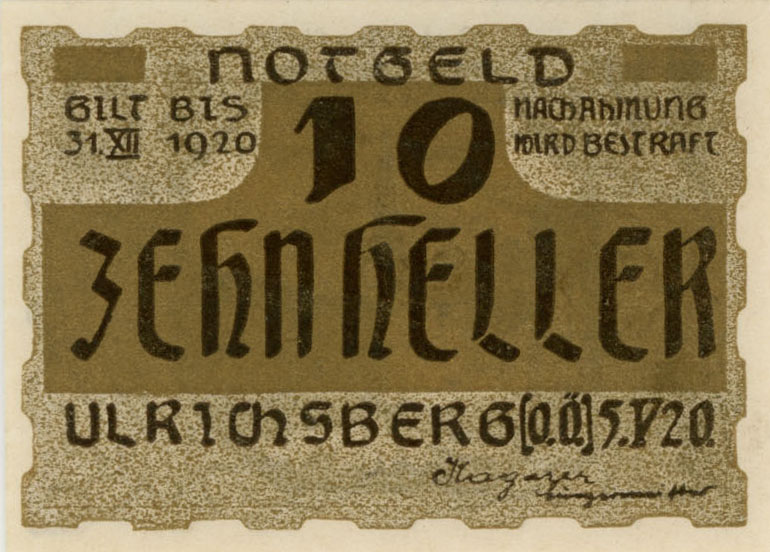 NOTGELD
GILT BIS
31.XII 1920
10
NACHAHMUNG
WIRD BESTRAFT
ZEHN HELLER
ULRICHSBERG (O.Ö.) 5.V.20.